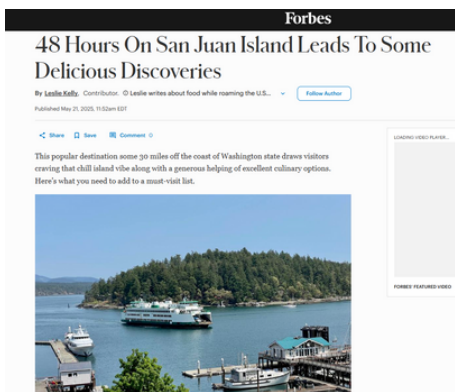 Forbes
48 Hours On San Juan Island Leads To Some
Delicious Discoveries
By Leslie Kelly, Contributor. Leslie writes about food while roaming the U.S...
Follow Author
Published May 21, 2025, 11:52am EDT
Share Save Comment 0
LOADING VIDEO PLAYER...
This popular destination some 30 miles off the coast of Washington state draws visitors
craving that chill island vibe along with a generous helping of excellent culinary options.
Here's what you need to add to a must-visit list.
FORBES' FEATURED VIDEO